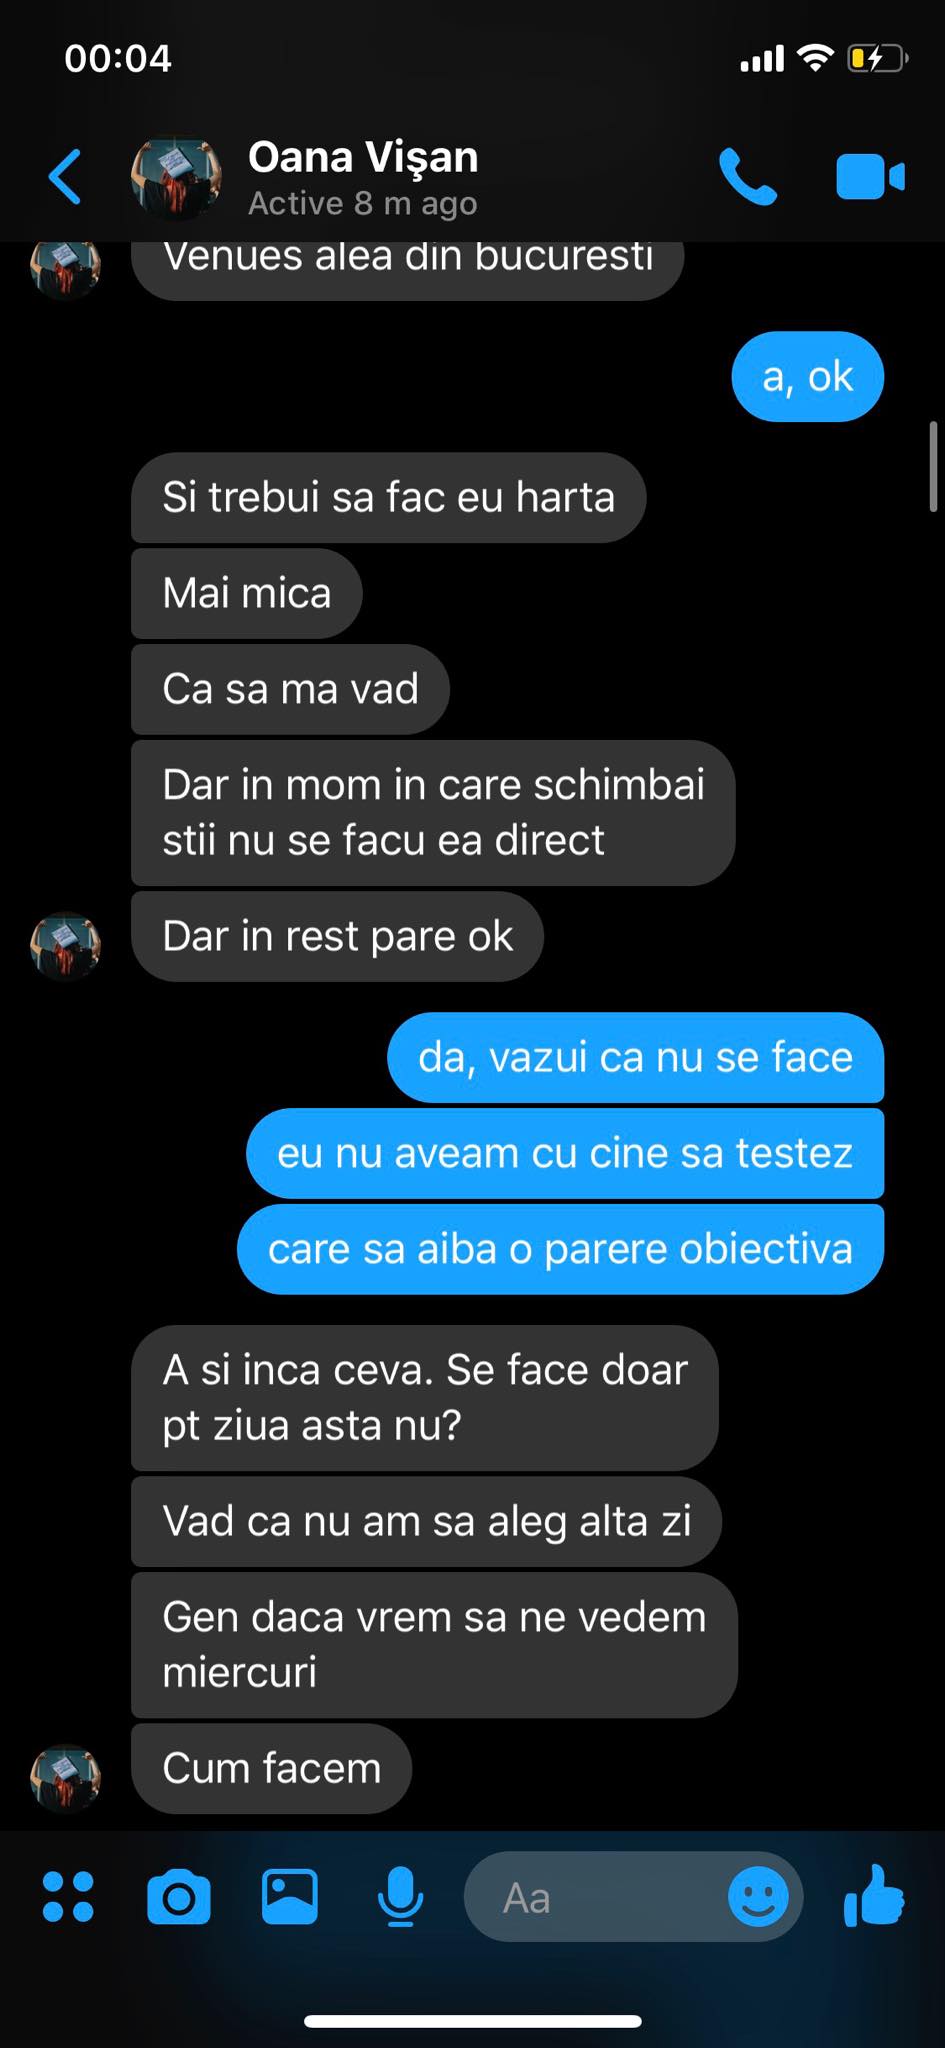 00:04
Oana Vişan
Active 8 m ago
Venues alea din bucuresti
a, ok
Si trebui sa fac eu harta
Mai mica
Ca sa ma vad
Dar in mom in care schimbai
stii nu se facu ea direct
Dar in rest pare ok
da, vazui ca nu se face
eu nu aveam cu cine sa testez
care sa aiba o parere obiectiva
A si inca ceva. Se face doar
pt ziua asta nu?
Vad ca nu am sa aleg alta zi
Gen daca vrem sa ne vedem
miercuri
Cum facem
Aa